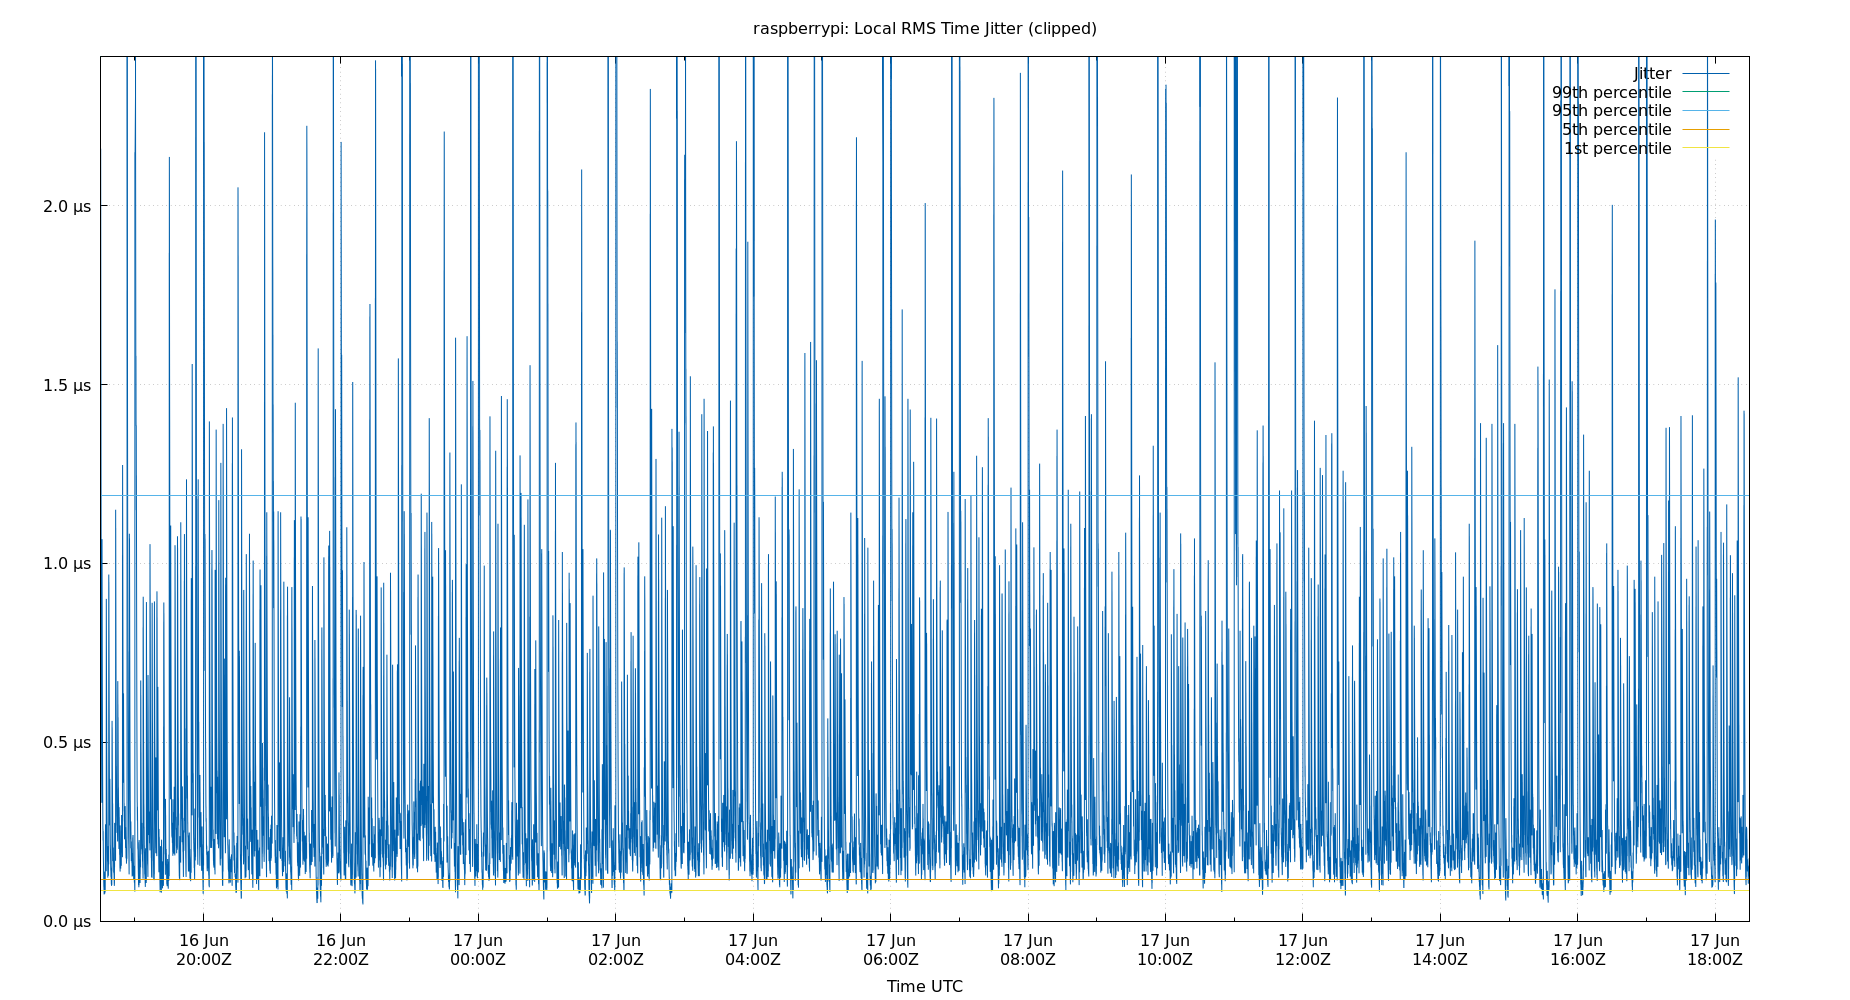 raspberrypi: Local RMS Time Jitter (clipped)
Jitter
99th percentile
95th percentile
5th percentile
1st percentile
2.0 μs
1.5 μs
1.0 μs
0.5 μs
0.0 μs
16 Jun 16 Jun 17 Jun 17 Jun 17 Jun 17 Jun 17 Jun 17 Jun 17 Jun 17 Jun 17 Jun 17 Jun
20:00Z 22:00Z 00:00Z 02:00Z 04:00Z 06:00Z 08:00Z 10:00Z 12:00Z 14:00Z 16:00Z 18:00Z
Time UTC